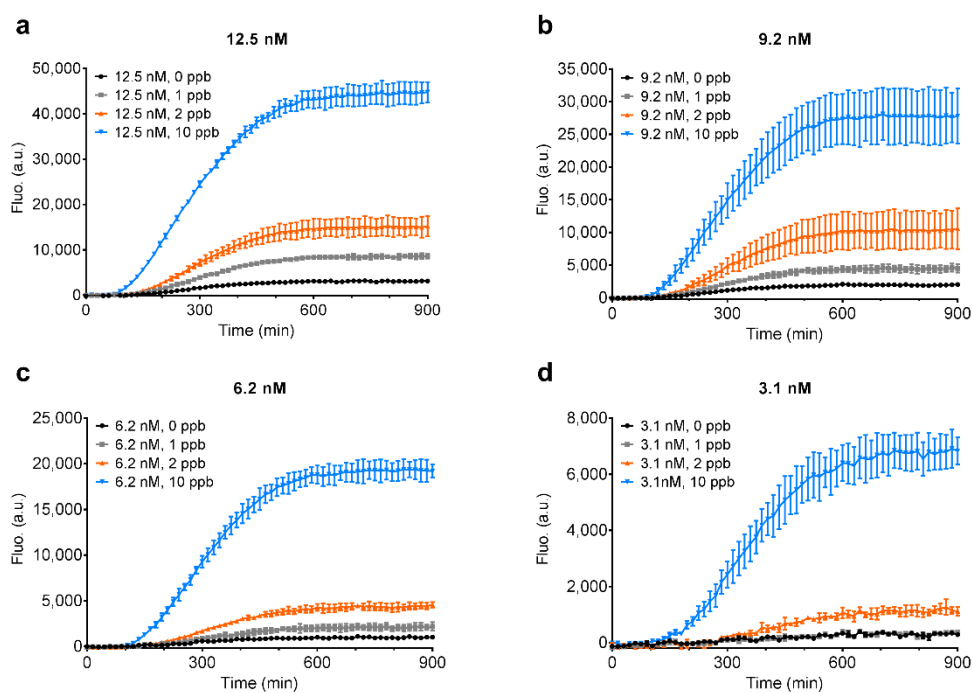 a
12.5 nM
50,000
40,000
30,000
20,000
10,000
0
Fluo. (a.u.)
12.5 nM, 0 ppb
12.5 nM, 1 ppb
12.5 nM, 2 ppb
12.5 nM, 10 ppb
0 300 600 900
Time (min)
b
9.2 nM
35,000
30,000
25,000
20,000
15,000
10,000
5,000
0
Fluo. (a.u.)
9.2 nM, 0 ppb
9.2 nM, 1 ppb
9.2 nM, 2 ppb
9.2 nM, 10 ppb
0 300 600 900
Time (min)
c
6.2 nM
25,000
20,000
15,000
10,000
5,000
0
Fluo. (a.u.)
6.2 nM, 0 ppb
6.2 nM, 1 ppb
6.2 nM, 2 ppb
6.2 nM, 10 ppb
0 300 600 900
Time (min)
d
3.1 nM
8,000
6,000
4,000
2,000
0
Fluo. (a.u.)
3.1 nM, 0 ppb
3.1 nM, 1 ppb
3.1 nM, 2 ppb
3.1nM, 10 ppb
0 300 600 900
Time (min)